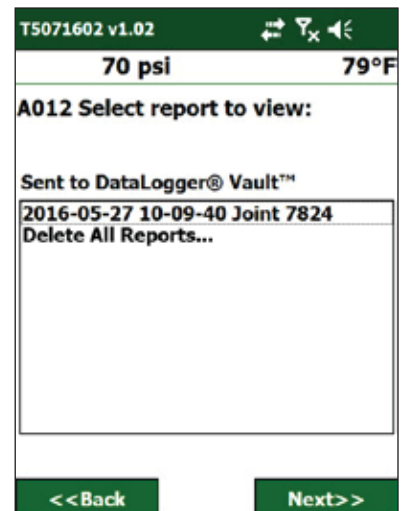 T5071602 v1.02
70 psi 79°F
A012 Select report to view:
Sent to DataLogger® Vault™
2016-05-27 10-09-40 Joint 7824
Delete All Reports...
<<Back Next>>